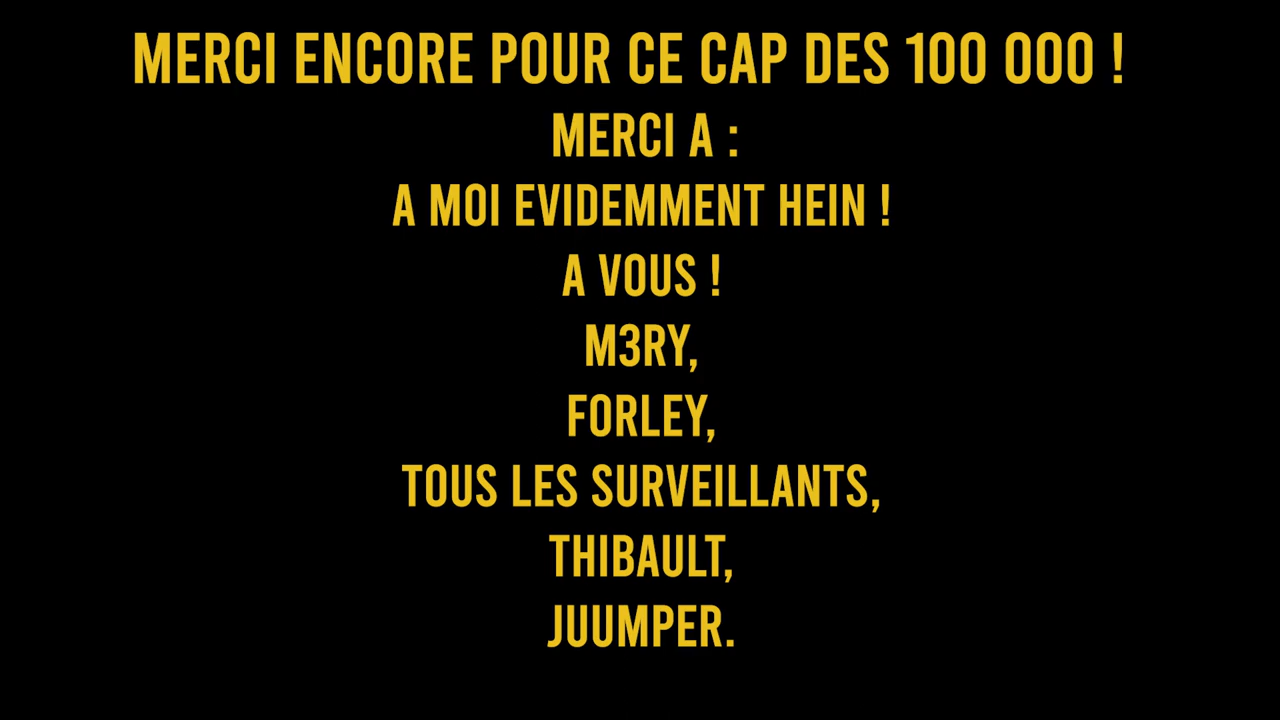 MERCI ENCORE POUR CE CAP DES 100 000 !
MERCI A :
A MOI EVIDEMMENT HEIN !
A VOUS !
M3RY,
FORLEY,
TOUS LES SURVEILLANTS,
THIBAULT,
JUUMPER.